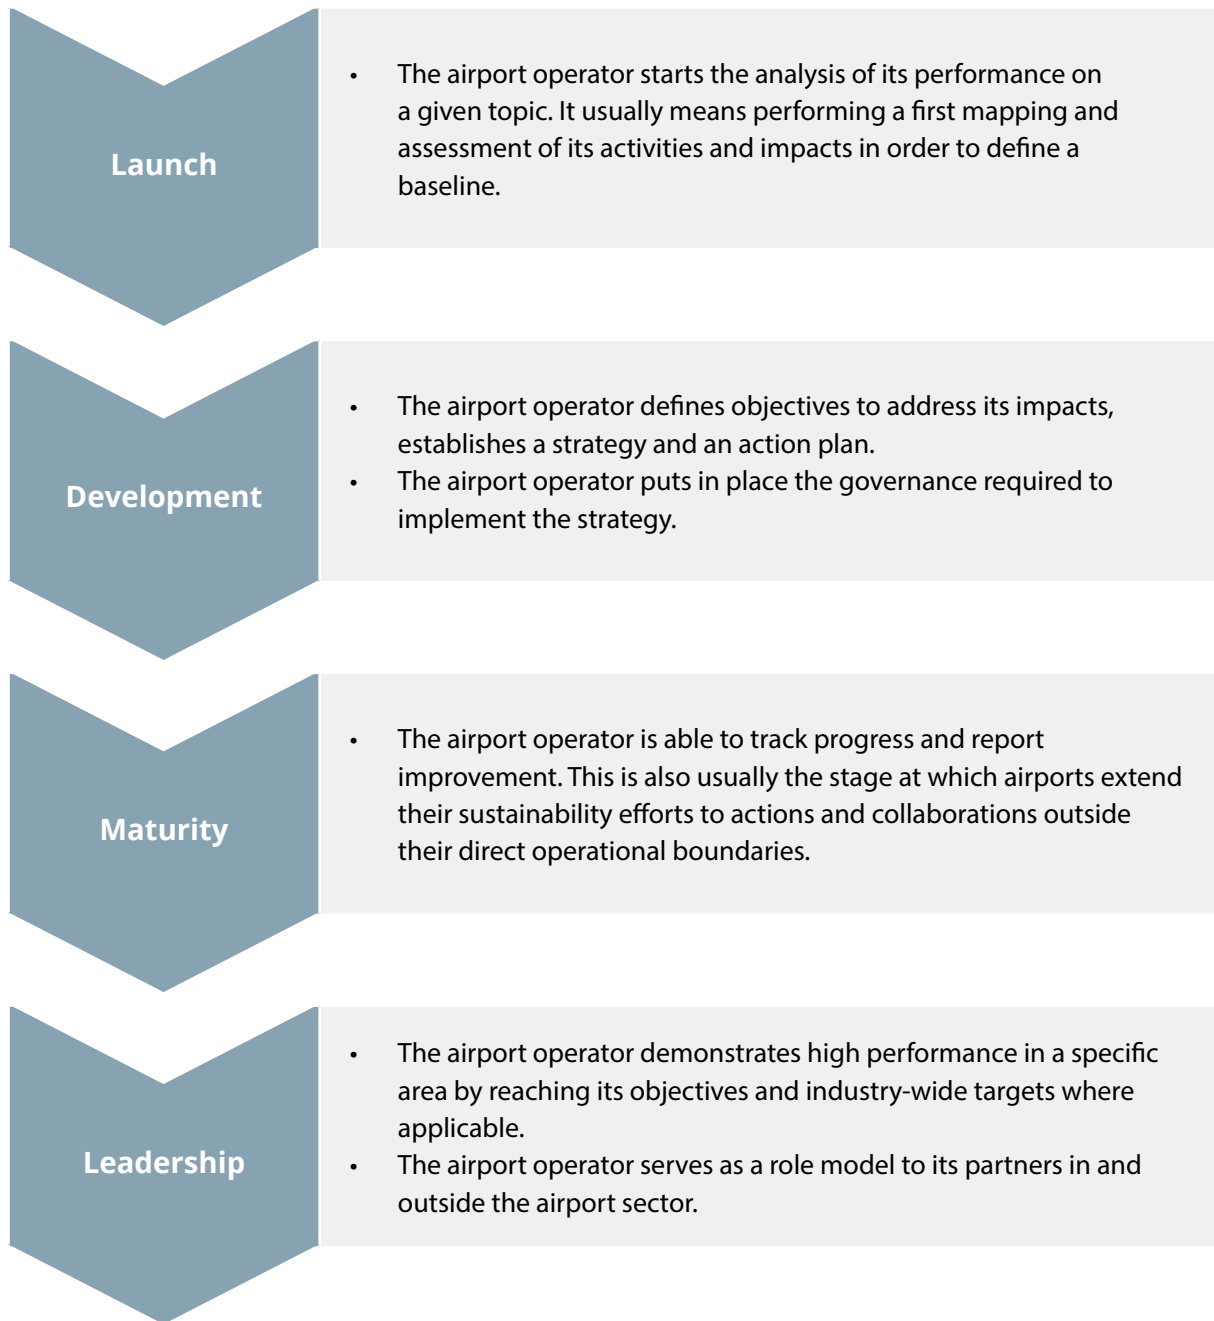 Launch
• The airport operator starts the analysis of its performance on
a given topic. It usually means performing a first mapping and
assessment of its activities and impacts in order to define a
baseline.
Development
• The airport operator defines objectives to address its impacts,
establishes a strategy and an action plan.
• The airport operator puts in place the governance required to
implement the strategy.
Maturity
• The airport operator is able to track progress and report
improvement. This is also usually the stage at which airports extend
their sustainability efforts to actions and collaborations outside
their direct operational boundaries.
Leadership
• The airport operator demonstrates high performance in a specific
area by reaching its objectives and industry-wide targets where
applicable.
• The airport operator serves as a role model to its partners in and
outside the airport sector.